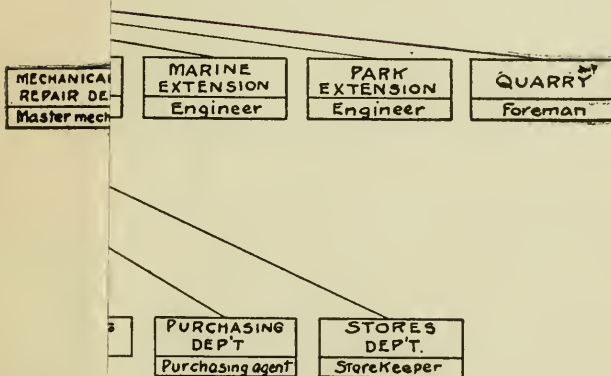 MECHANICAL
REPAIR DE
Master mech
MARINE
EXTENSION
Engineer
PARK
EXTENSION
Engineer
QUARRY
Foreman
S
PURCHASING
DEP'T
Purchasing agent
STORES
DEP'T.
StoreKeeper